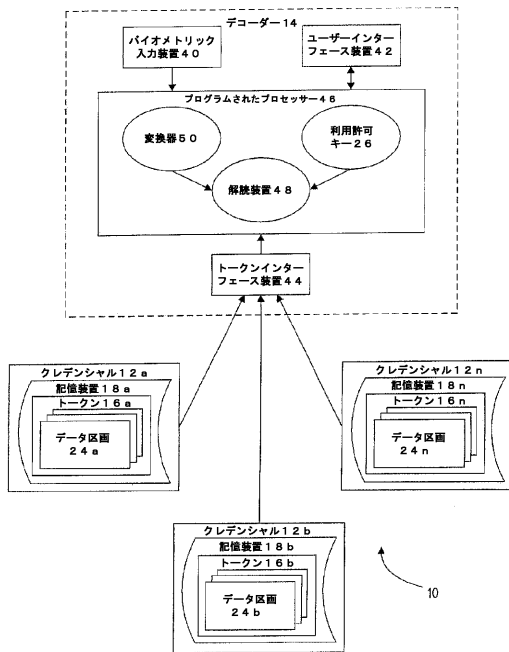 デコーダー14
バイオメトリック
入力装置40
ユーザーインター
フェース装置42
プログラムされたプロセッサー46
変換器50
利用許可
キー26
解読装置48
トークンインター
フェース装置44
クレデンシャル12a
記憶装置18a
トークン16a
データ区画
24a
クレデンシャル12n
記憶装置18n
トークン16n
データ区画
24n
クレデンシャル12b
記憶装置18b
トークン16b
データ区画
24b
10